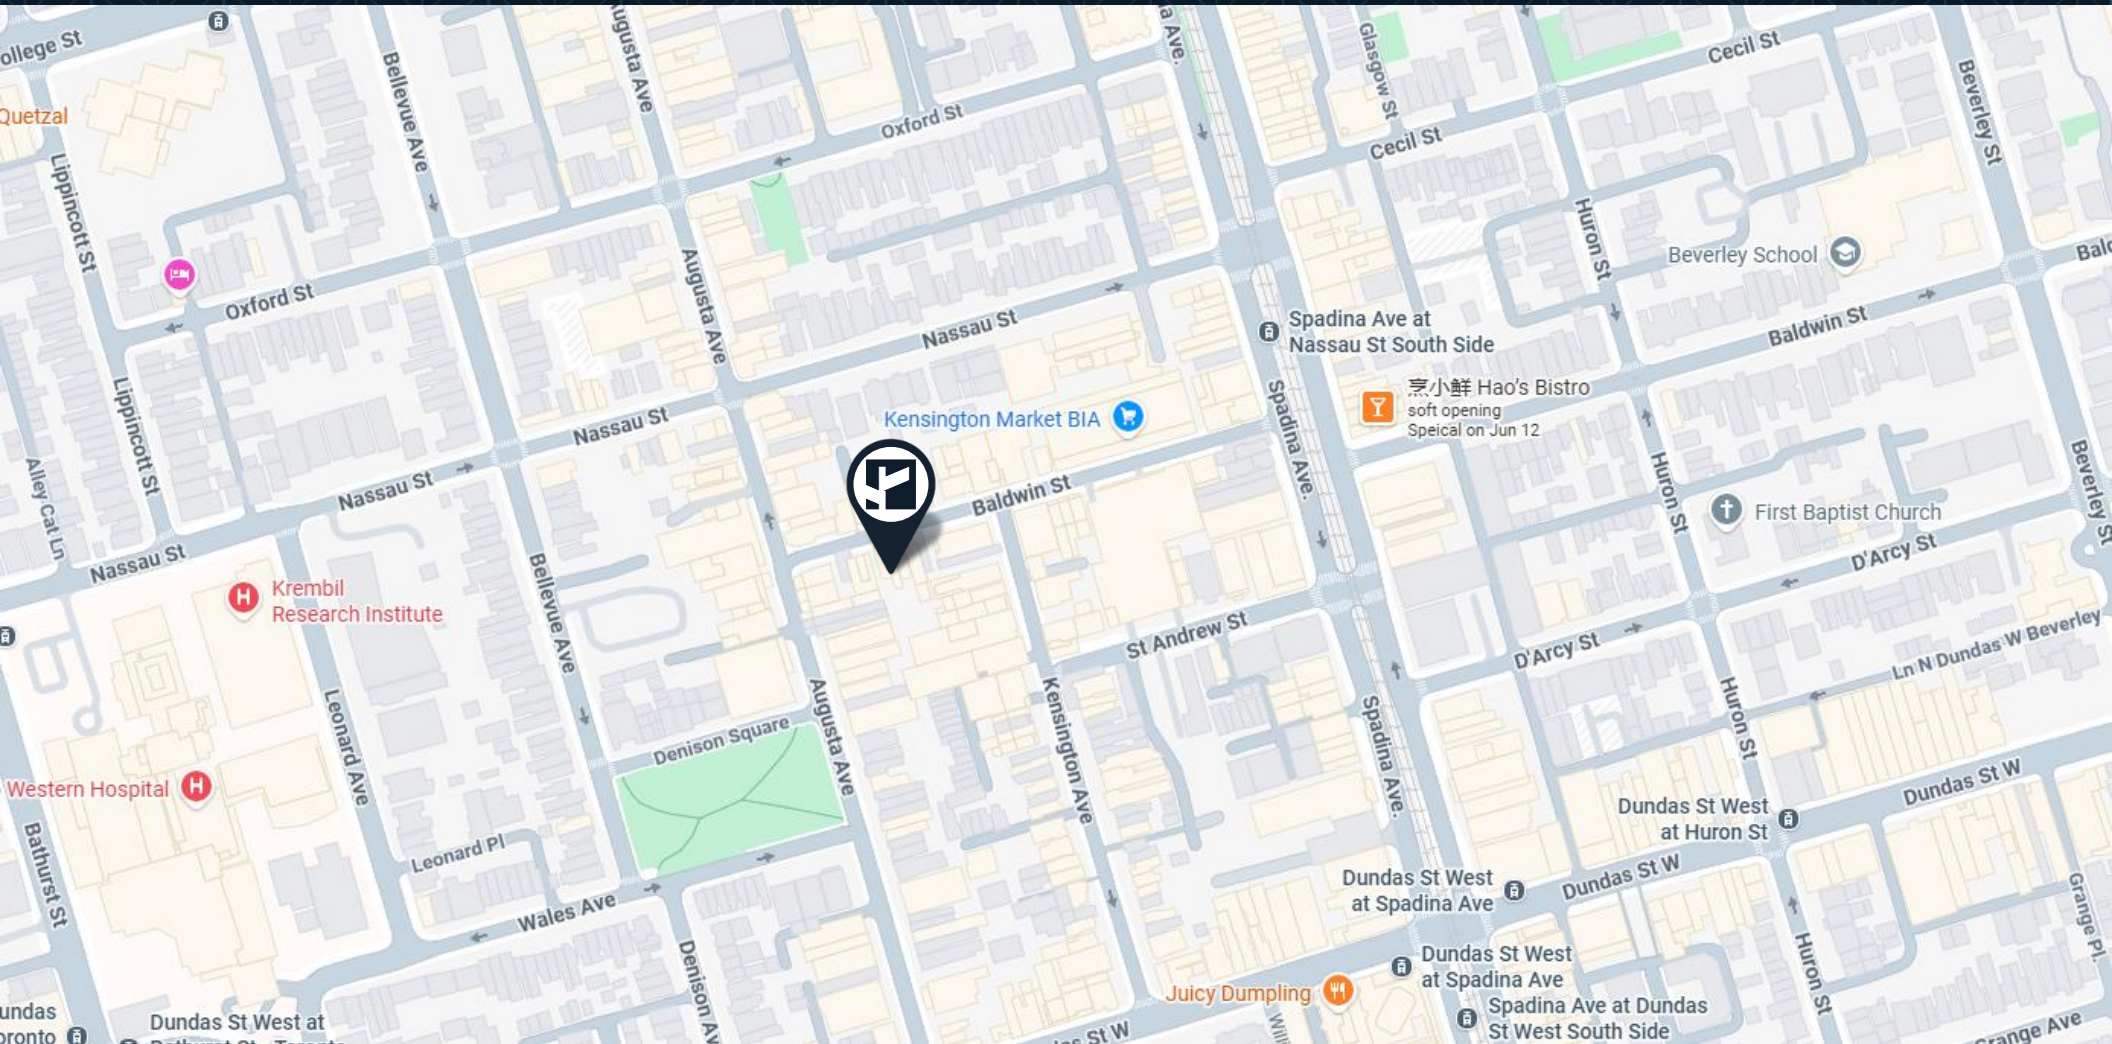 ollege St
Quetzal
Bellevue Ave
ugusta Ave
a Ave.
Glasgow St
Cecil St
Beverley St
Oxford St
Cecil St
Lippincott St
Huron St
Augusta Ave
Beverley School
Oxford St
Nassau St
Spadina Ave at
Nassau St South Side
Baldwin St
Lippincott St
Nassau St
Kensington Market BIA
Spadina Ave.
烹小鲜 Hao's Bistro
soft opening
Speical on Jun 12
Alley Cat Ln
Nassau St
Baldwin St
Huron St
First Baptist Church
Beverley St
Nassau St
D'Arcy St
Krembil
Research Institute
Bellevue Ave
St Andrew St
D'Arcy St
Ln N Dundas W Beverley
Leonard Ave
Denison Square
Augusta Ave
Kensington Ave
Spadina Ave.
Huron St
Western Hospital
Dundas St W
Dundas St West
at Huron St
Bathurst St
Leonard Pl
Wales Ave
Dundas St West
at Spadina Ave
Dundas St W
Grange Pl.
Denison Av
Dundas St West
at Spadina Ave
Huron St
Juicy Dumpling
Spadina Ave at Dundas
St West South Side
undas
oronto
Dundas St West at
St W
Grange Ave